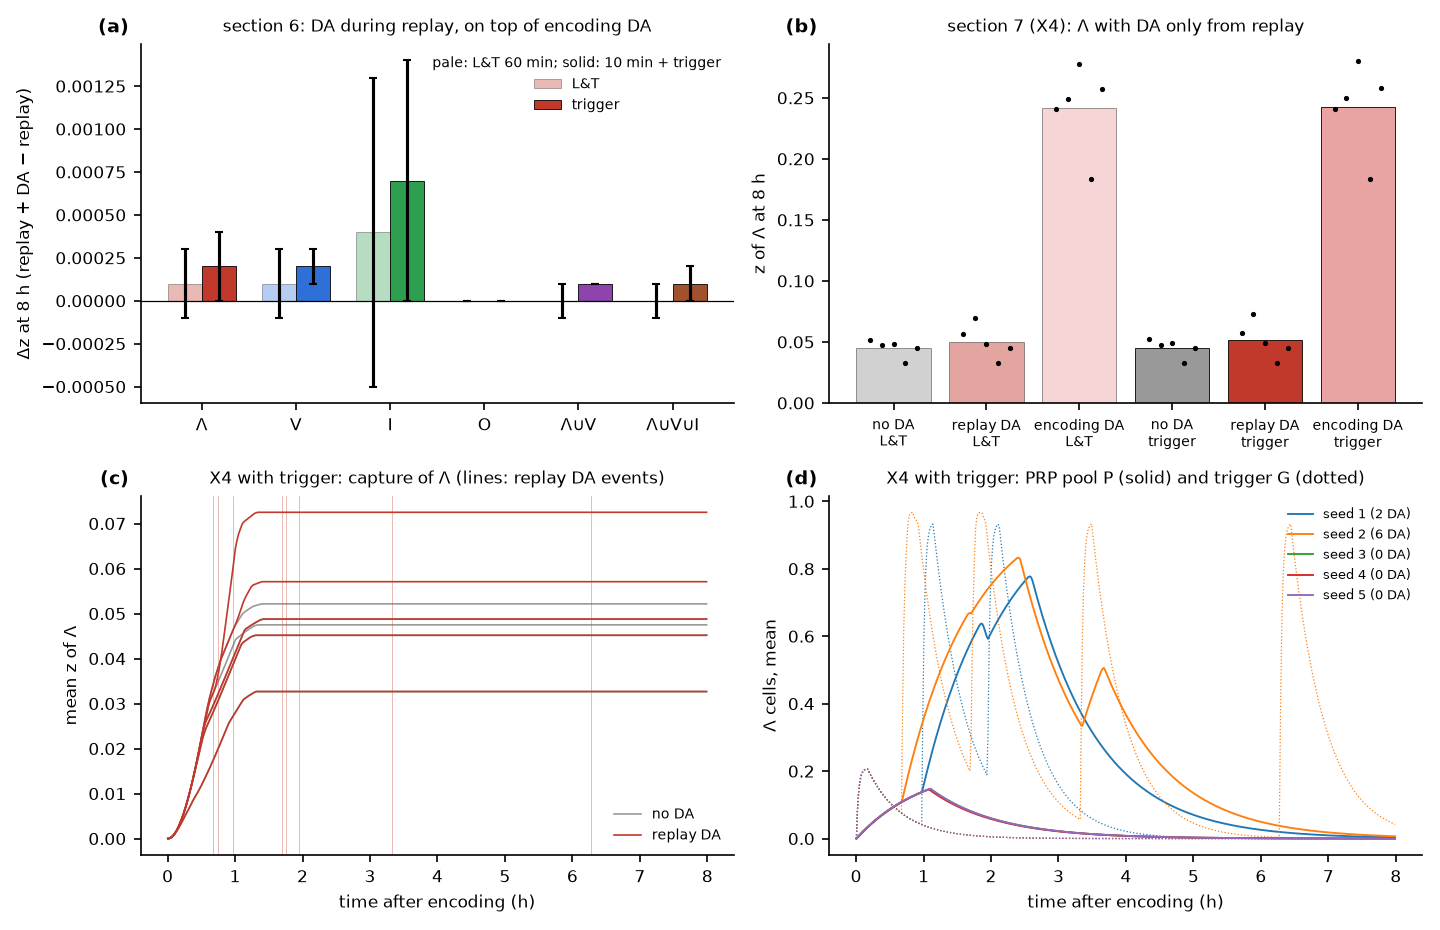 (a) section 6: DA during replay, on top of encoding DA
pale: L&T 60 min; solid: 10 min + trigger
L&T
trigger
Δz at 8 h (replay + DA − replay)
0.00125
0.00100
0.00075
0.00050
0.00025
0.00000
−0.00025
−0.00050
Λ V I O Λ∪V Λ∪V∪I
(b) section 7 (X4): Λ with DA only from replay
z of Λ at 8 h
0.25
0.20
0.15
0.10
0.05
0.00
no DA replay DA encoding DA no DA replay DA encoding DA
L&T L&T L&T trigger trigger trigger
(c) X4 with trigger: capture of Λ (lines: replay DA events)
mean z of Λ
0.07
0.06
0.05
0.04
0.03
0.02
0.01
0.00
no DA
replay DA
0 1 2 3 4 5 6 7 8
time after encoding (h)
(d) X4 with trigger: PRP pool P (solid) and trigger G (dotted)
Λ cells, mean
1.0
0.8
0.6
0.4
0.2
0.0
seed 1 (2 DA)
seed 2 (6 DA)
seed 3 (0 DA)
seed 4 (0 DA)
seed 5 (0 DA)
0 1 2 3 4 5 6 7 8
time after encoding (h)